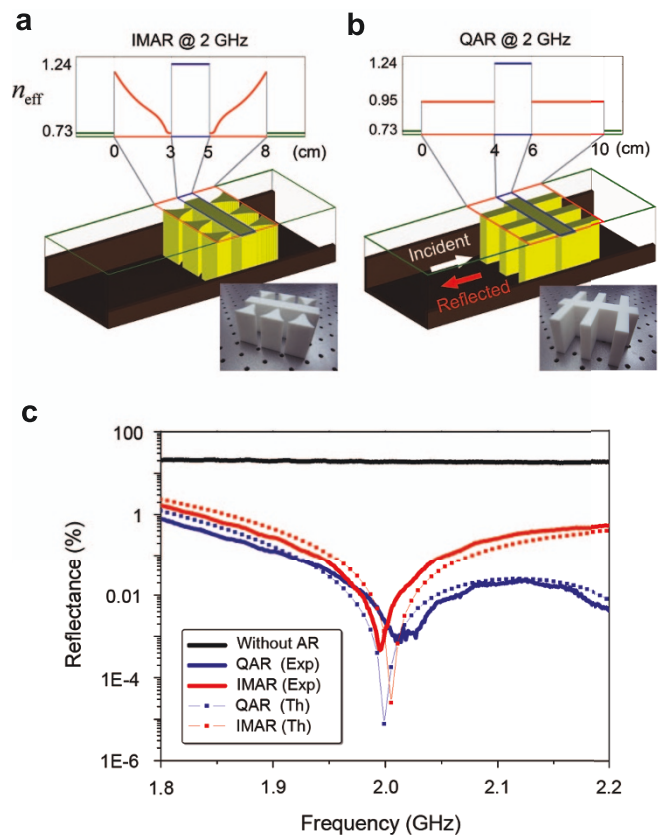 a
IMAR @ 2 GHz
1.24
neff
0.73
0 3 5 8 (cm)
b
QAR @ 2 GHz
1.24
0.95
0.73
0 4 6 10 (cm)
Incident
Reflected
c
100
1
0.01
1E-4
1E-6
Reflectance (%)
Without AR
QAR (Exp)
IMAR (Exp)
QAR (Th)
IMAR (Th)
1.8 1.9 2.0 2.1 2.2
Frequency (GHz)